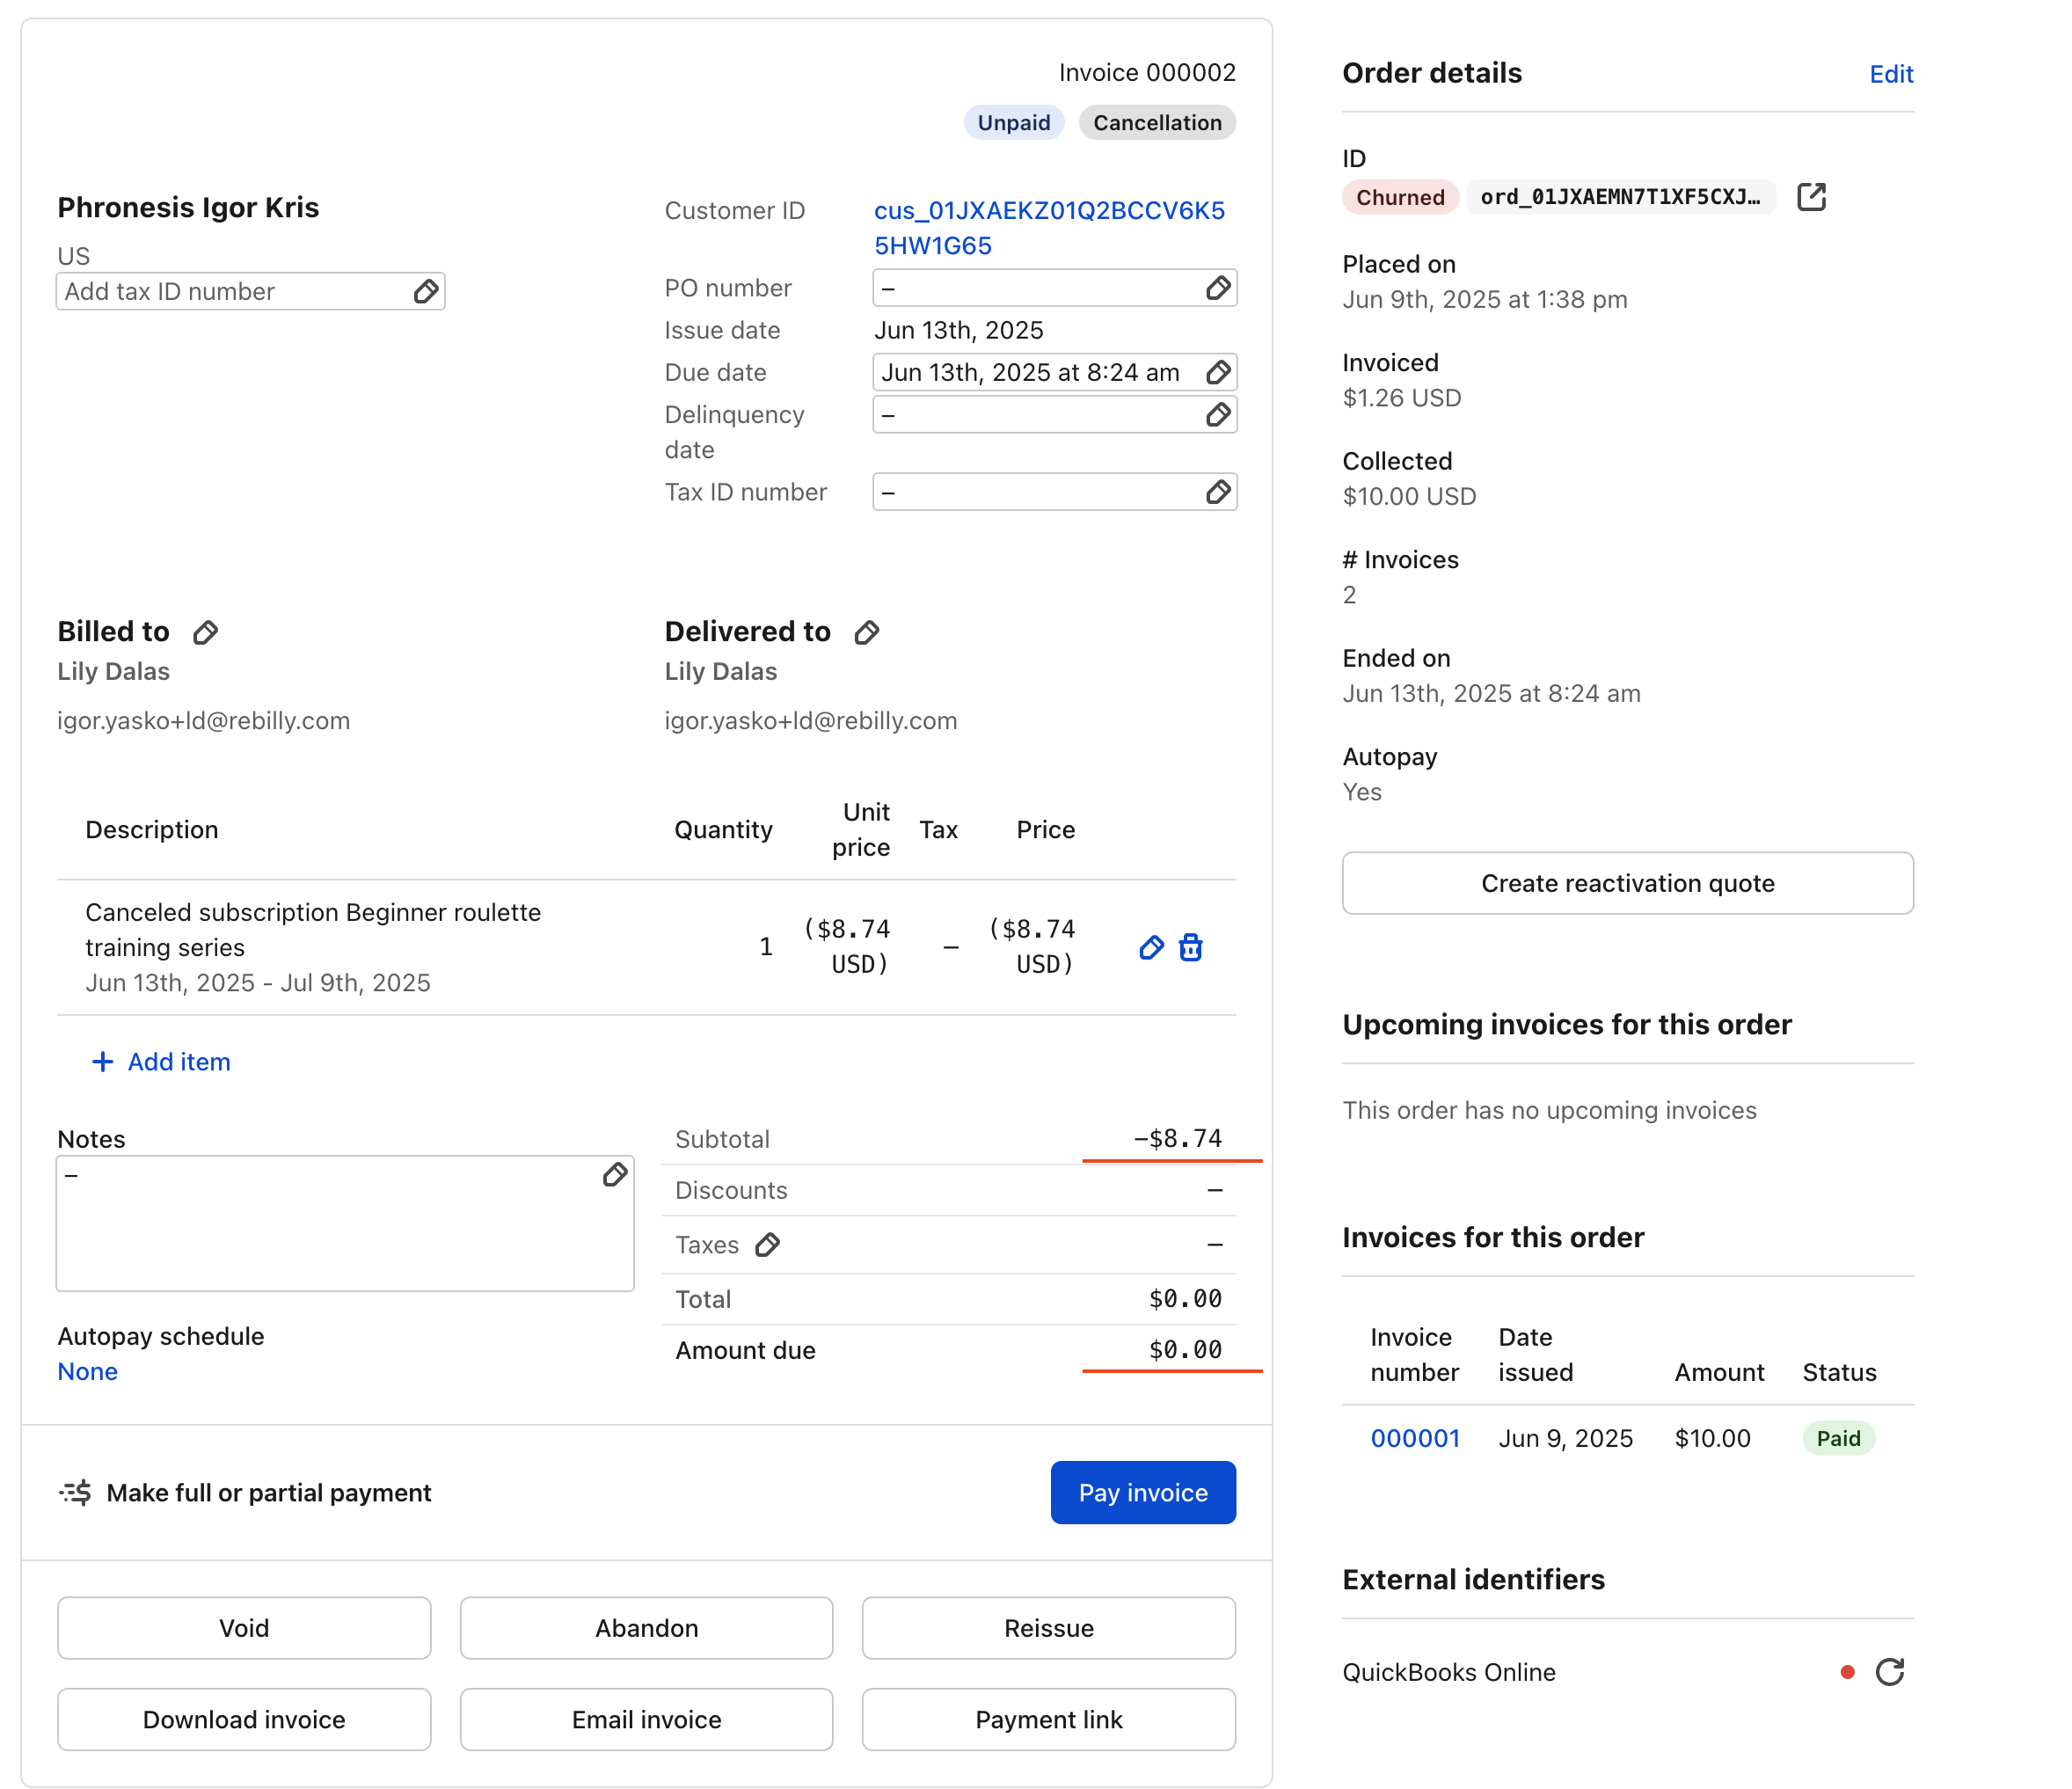 Invoice 000002
Unpaid Cancellation
Phronesis Igor Kris
US
Add tax ID number
Customer ID cus_01JXAEKZ01Q2BCCV6K5
5HW1G65
PO number –
Issue date Jun 13th, 2025
Due date Jun 13th, 2025 at 8:24 am
Delinquency –
date
Tax ID number –
Billed to
Lily Dalas
igor.yasko+ld@rebilly.com
Delivered to
Lily Dalas
igor.yasko+ld@rebilly.com
Description Quantity Unit price Tax Price
Canceled subscription Beginner roulette
training series
Jun 13th, 2025 - Jul 9th, 2025
1 ($8.74 USD) – ($8.74 USD)
+ Add item
Notes
–
Autopay schedule
None
Subtotal –$8.74
Discounts –
Taxes –
Total $0.00
Amount due $0.00
Make full or partial payment Pay invoice
Void Abandon Reissue
Download invoice Email invoice Payment link
Order details Edit
ID
Churned ord_01JXAEMN7T1XF5CXJ…
Placed on
Jun 9th, 2025 at 1:38 pm
Invoiced
$1.26 USD
Collected
$10.00 USD
# Invoices
2
Ended on
Jun 13th, 2025 at 8:24 am
Autopay
Yes
Create reactivation quote
Upcoming invoices for this order
This order has no upcoming invoices
Invoices for this order
Invoice number Date issued Amount Status
000001 Jun 9, 2025 $10.00 Paid
External identifiers
QuickBooks Online